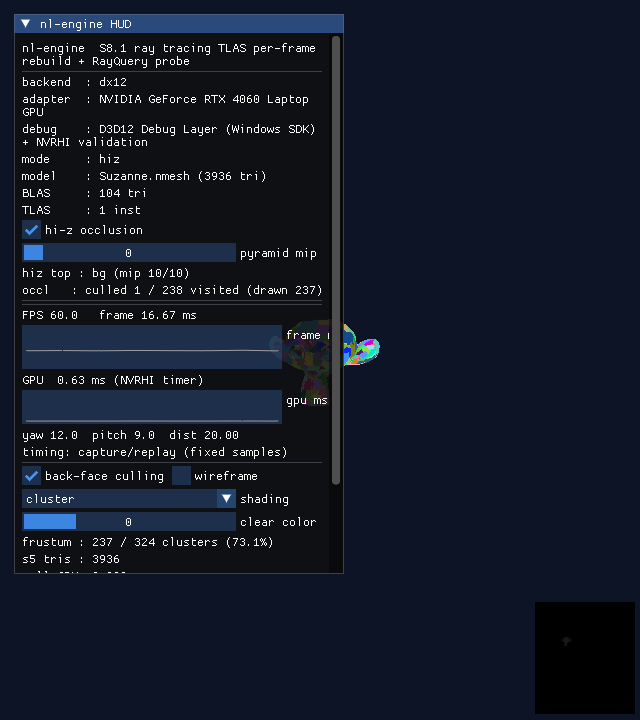 nl-engine HUD
nl-engine  S8.1 ray tracing TLAS per-frame
rebuild + RayQuery probe
backend  : dx12
adapter  : NVIDIA GeForce RTX 4060 Laptop
GPU
debug    : D3D12 Debug Layer (Windows SDK)
+ NVRHI validation
mode     : hiz
model    : Suzanne.nmesh (3936 tri)
BLAS     : 104 tri
TLAS     : 1 inst
hi-z occlusion
0 pyramid mip
hiz top : bg (mip 10/10)
occl   : culled 1 / 238 visited (drawn 237)
FPS 60.0   frame 16.67 ms
frame
GPU  0.63 ms (NVRHI timer)
gpu ms
yaw 12.0  pitch 9.0  dist 20.00
timing: capture/replay (fixed samples)
back-face culling wireframe
cluster shading
0 clear color
frustum : 237 / 324 clusters (73.1%)
s5 tris : 3936